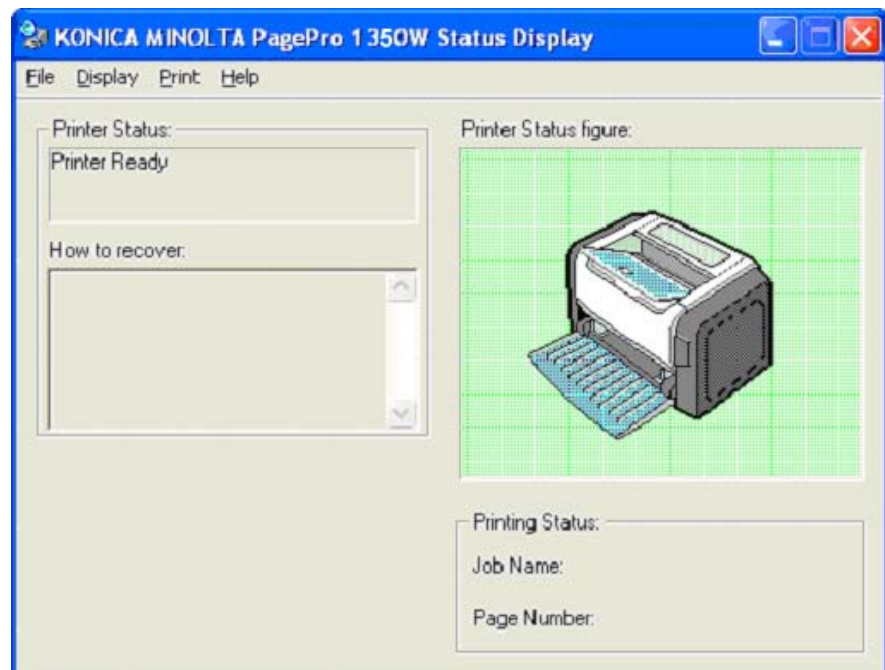 KONICA MINOLTA PagePro 1350W Status Display
File Display Print Help
Printer Status:
Printer Ready
How to recover:
Printer Status figure:
Printing Status:
Job Name:
Page Number: